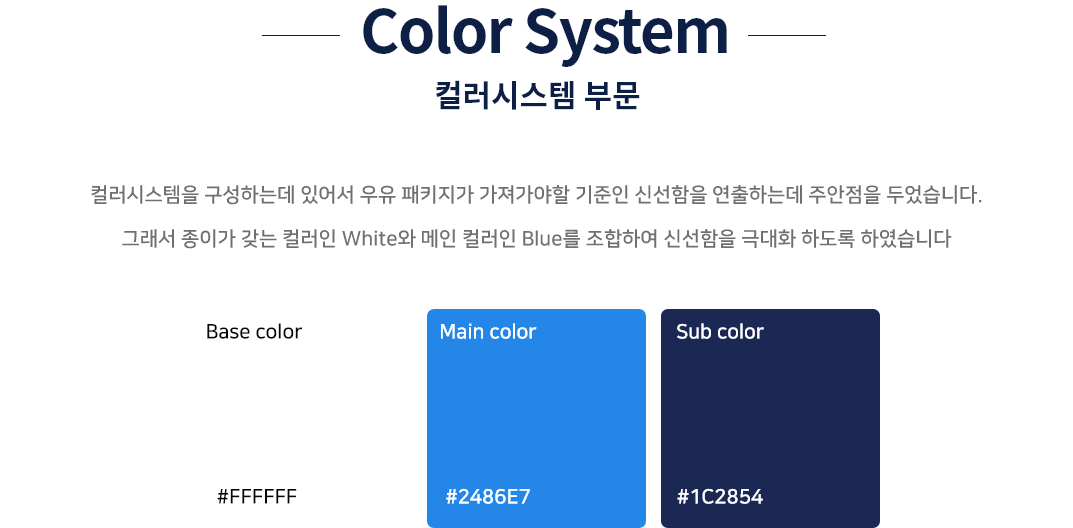 Color System
컬러시스템 부문
컬러시스템을 구성하는데 있어서 우유 패키지가 가져가야할 기준인 신선함을 연출하는데 주안점을 두었습니다.
그래서 종이가 갖는 컬러인 White와 메인 컬러인 Blue를 조합하여 신선함을 극대화 하도록 하였습니다
Base color
#FFFFFF
Main color
#2486E7
Sub color
#1C2854